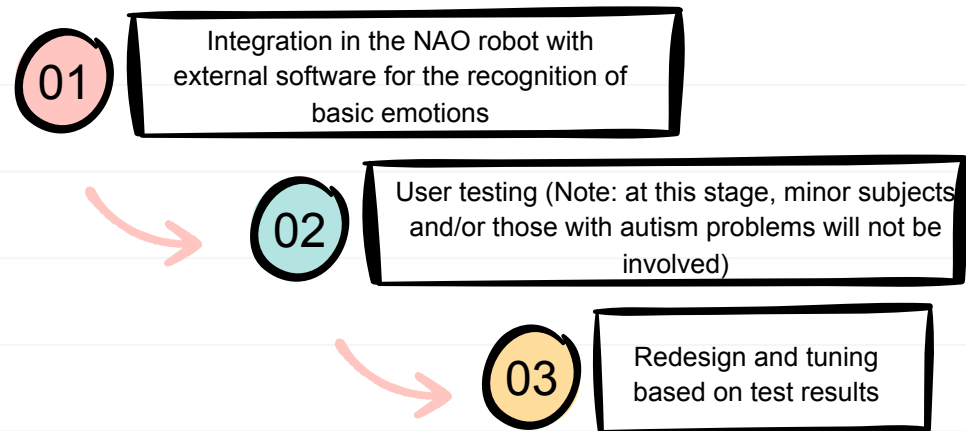 01
Integration in the NAO robot with
external software for the recognition of
basic emotions
02
User testing (Note: at this stage, minor subjects
and/or those with autism problems will not be
involved)
03
Redesign and tuning
based on test results